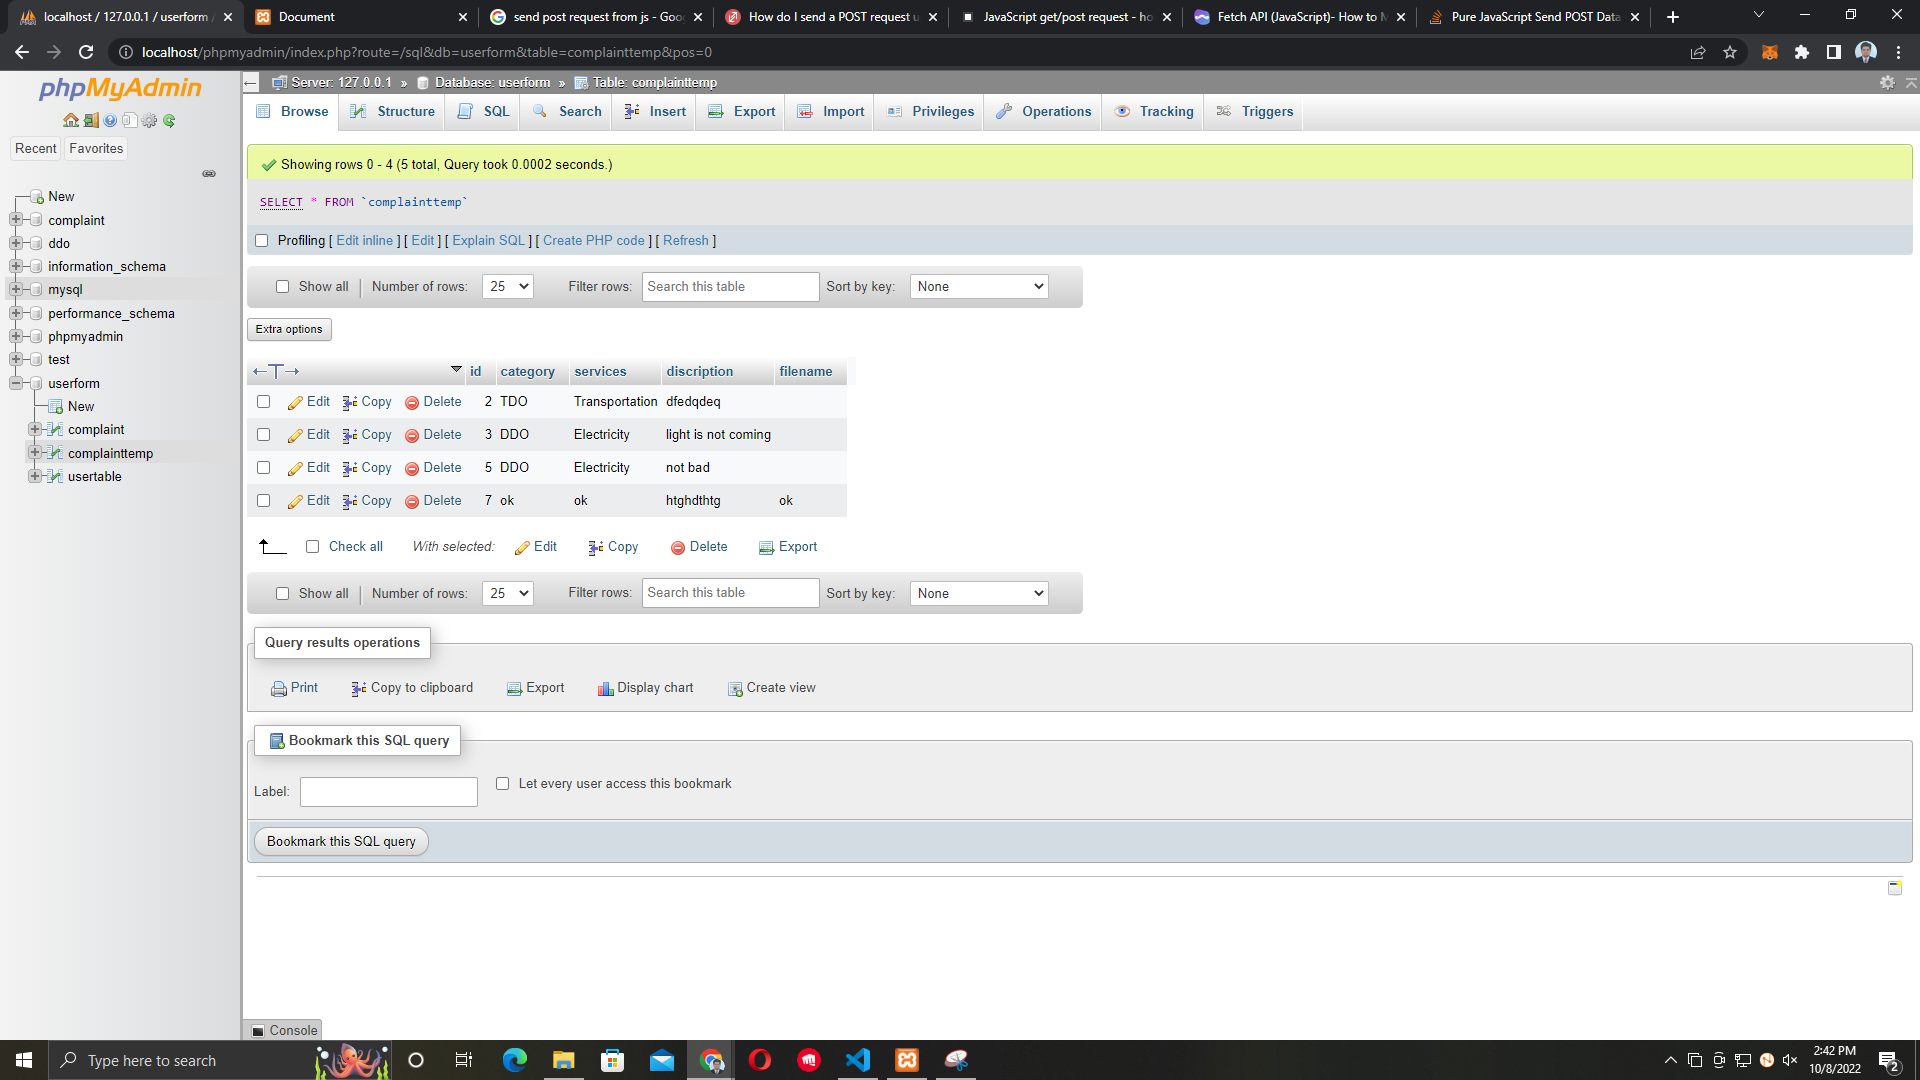 localhost / 127.0.0.1 / userform /
Document
send post request from js - Goo
How do I send a POST request u
JavaScript get/post request - ho
Fetch API (JavaScript)- How to M
Pure JavaScript Send POST Data
localhost/phpmyadmin/index.php?route=/sql&db=userform&table=complainttemp&pos=0
phpMyAdmin
Server: 127.0.0.1 » Database: userform » Table: complainttemp
Browse Structure SQL Search Insert Export Import Privileges Operations Tracking Triggers
Recent Favorites
New
complaint
ddo
information_schema
mysql
performance_schema
phpmyadmin
test
userform
New
complaint
complainttemp
usertable
Showing rows 0 - 4 (5 total, Query took 0.0002 seconds.)
SELECT * FROM `complainttemp`
Profiling [ Edit inline ] [ Edit ] [ Explain SQL ] [ Create PHP code ] [ Refresh ]
Show all Number of rows: 25 Filter rows: Search this table Sort by key: None
Extra options
id category services discription filename
Edit Copy Delete 2 TDO Transportation dfedqdeq
Edit Copy Delete 3 DDO Electricity light is not coming
Edit Copy Delete 5 DDO Electricity not bad
Edit Copy Delete 7 ok ok htghdthtg ok
Check all With selected: Edit Copy Delete Export
Show all Number of rows: 25 Filter rows: Search this table Sort by key: None
Query results operations
Print Copy to clipboard Export Display chart Create view
Bookmark this SQL query
Label: Let every user access this bookmark
Bookmark this SQL query
Console
Type here to search
2:42 PM
10/8/2022
2